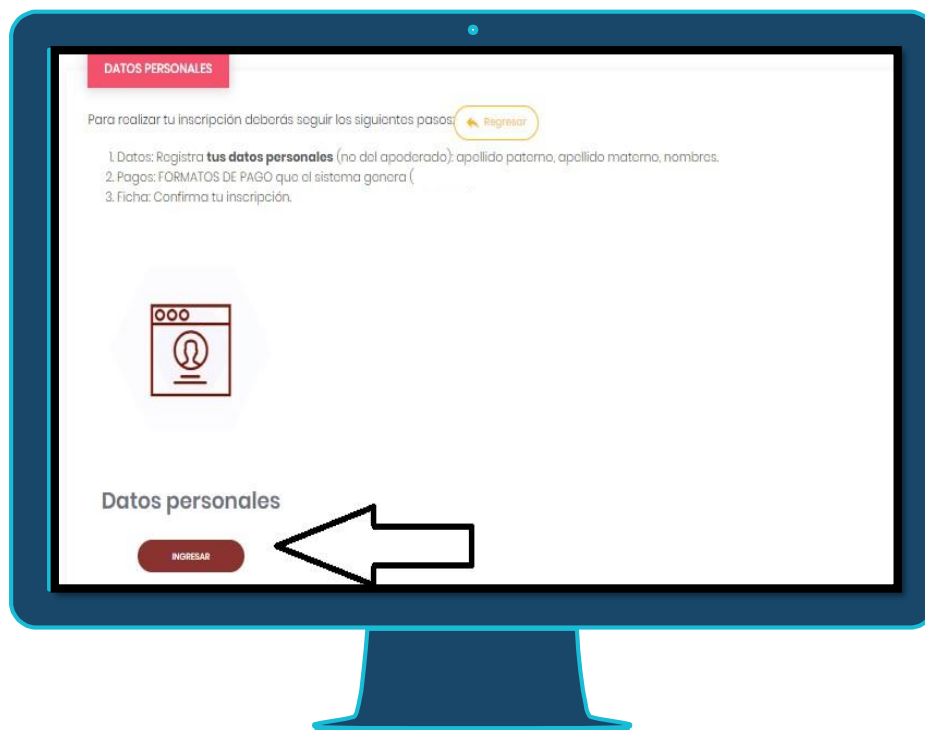 DATOS PERSONALES
Para realizar tu inscripción deberás seguir los siguientes pasos: Regresar
1. Datos: Registra tus datos personales (no del apoderado): apellido paterno, apellido materno, nombres.
2. Pagos: FORMATOS DE PAGO que el sistema genera (
3. Ficha: Confirma tu inscripción.
Datos personales
INGRESAR